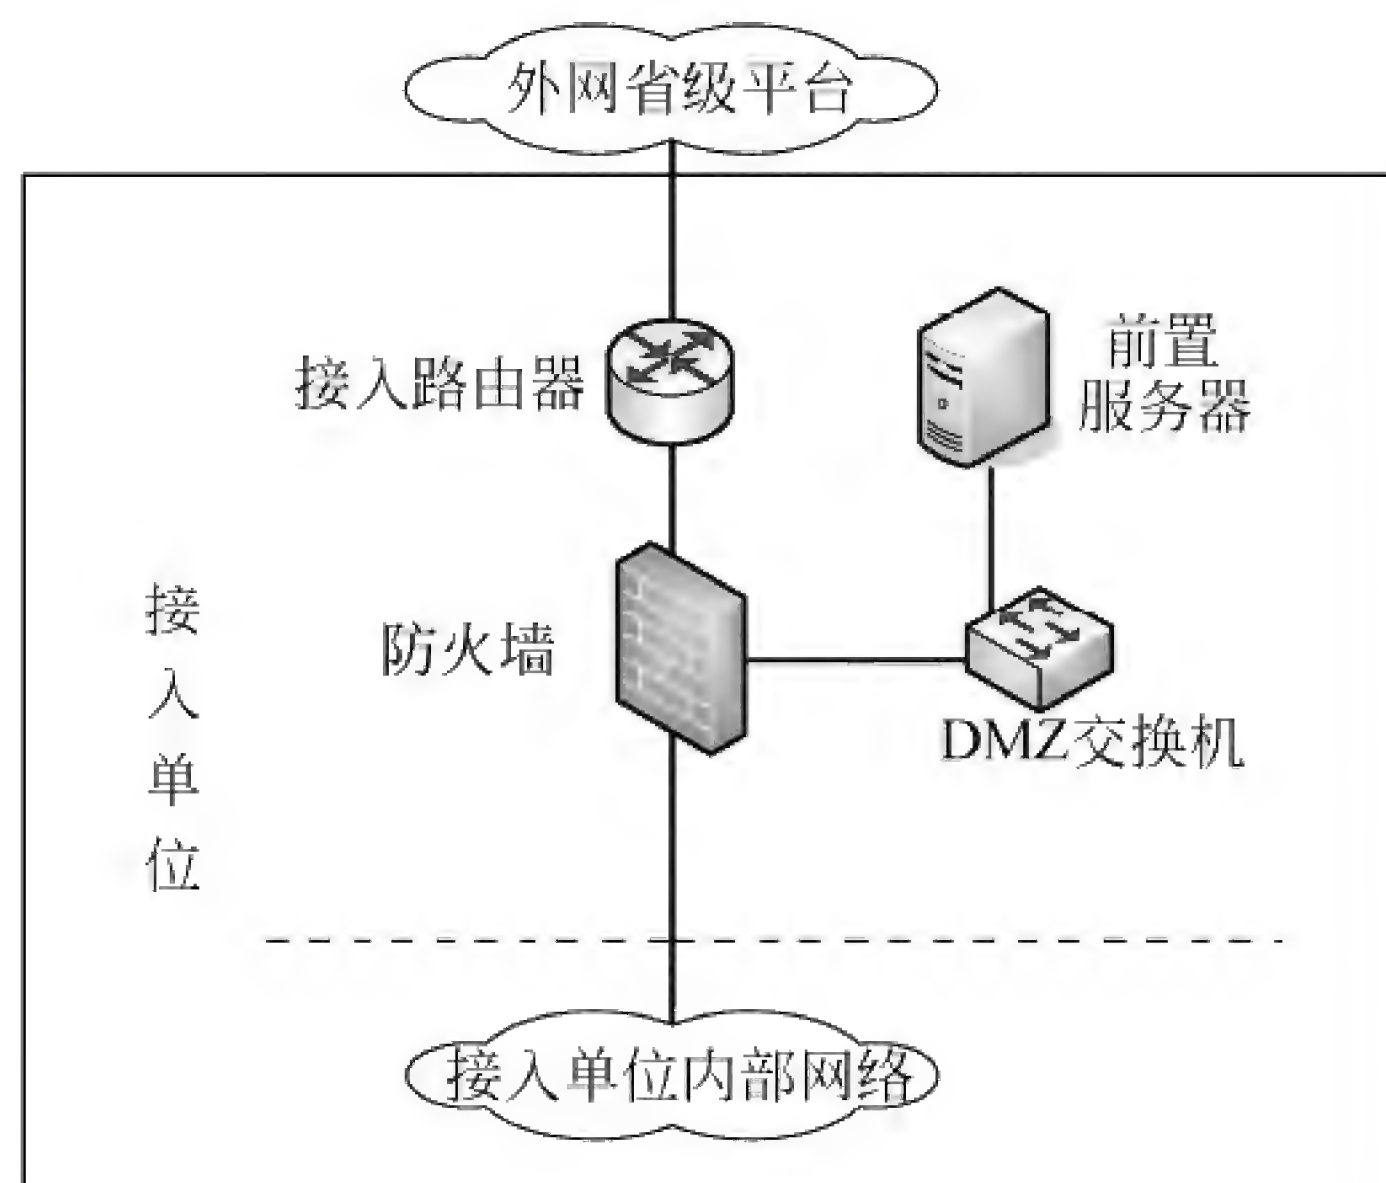 外网省级平台
接入路由器
前置
服务器
防火墙
DMZ交换机
接
入
单
位
接入单位内部网络